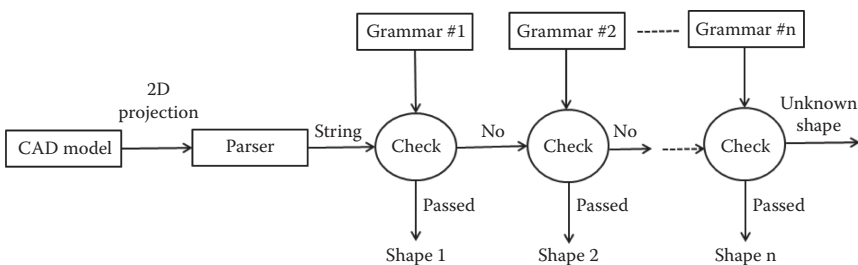 Grammar #1
Grammar #2
Grammar #n
2D
projection
Unknown
shape
CAD model
Parser
String
Check
No
Check
No
Check
Passed
Passed
Passed
Shape 1
Shape 2
Shape n